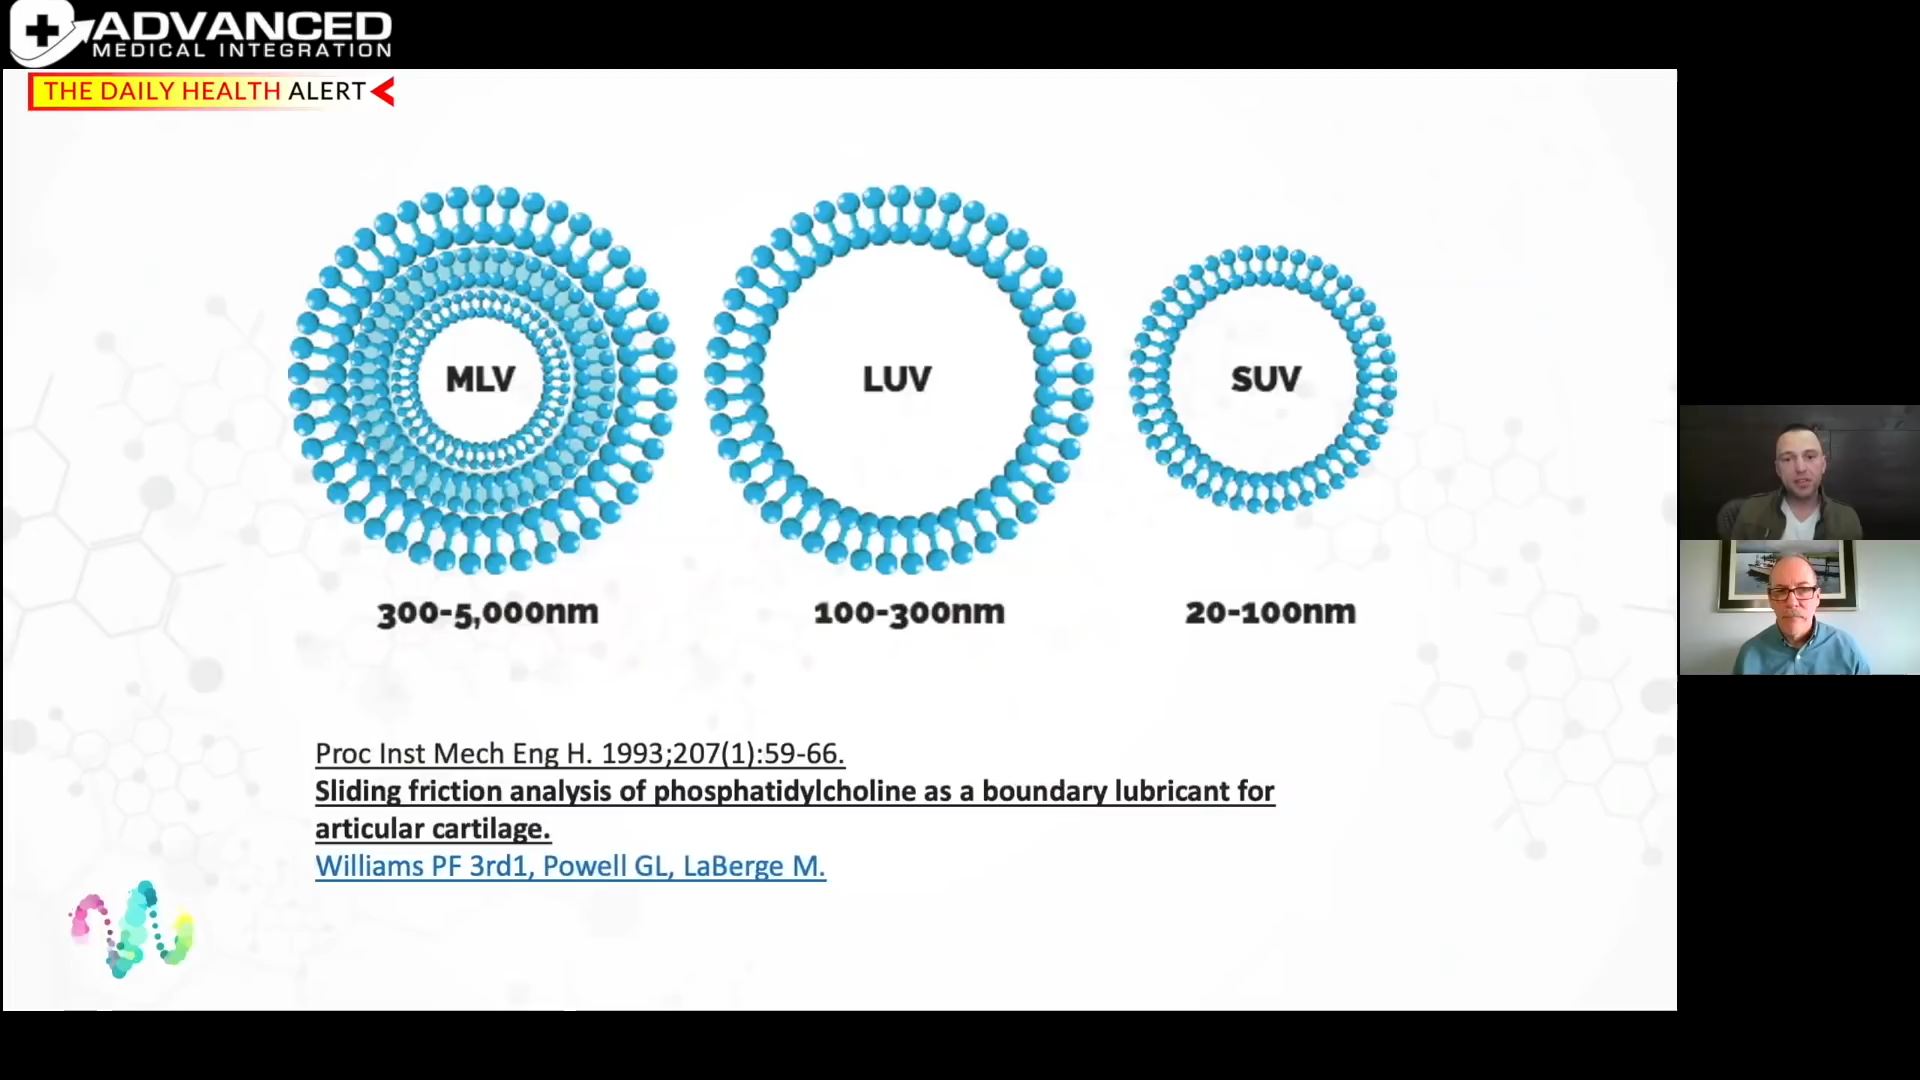 ADVANCED
MEDICAL INTEGRATION
THE DAILY HEALTH ALERT
MLV
LUV
SUV
300-5,000nm
100-300nm
20-100nm
Proc Inst Mech Eng H. 1993;207(1):59-66.
Sliding friction analysis of phosphatidylcholine as a boundary lubricant for
articular cartilage.
Williams PF 3rd1, Powell GL, LaBerge M.